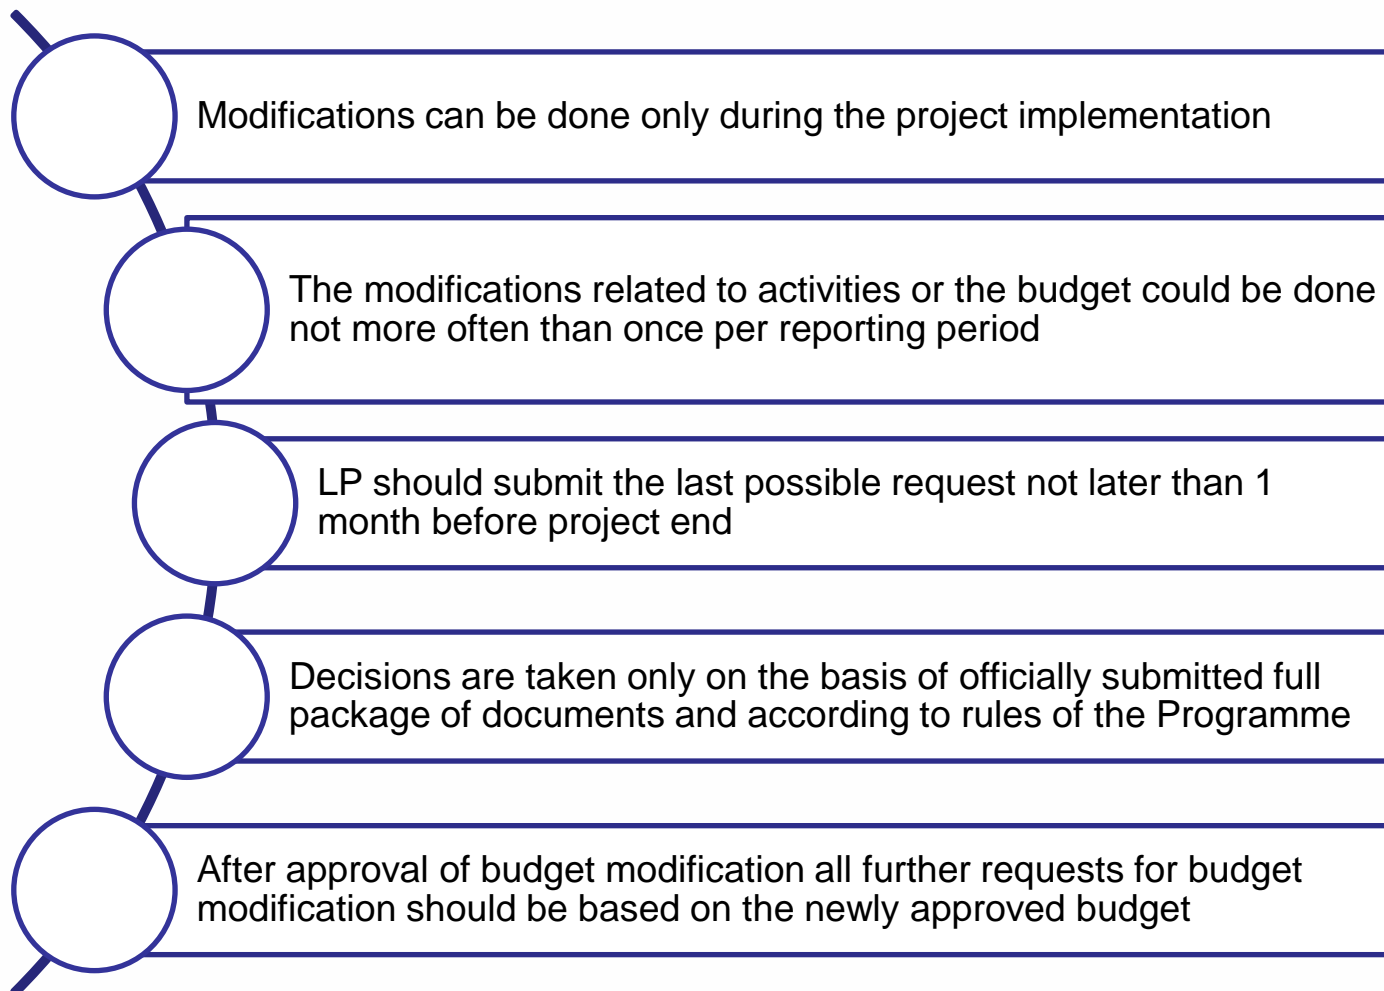 Modifications can be done only during the project implementation
The modifications related to activities or the budget could be done
not more often than once per reporting period
LP should submit the last possible request not later than 1
month before project end
Decisions are taken only on the basis of officially submitted full
package of documents and according to rules of the Programme
After approval of budget modification all further requests for budget
modification should be based on the newly approved budget